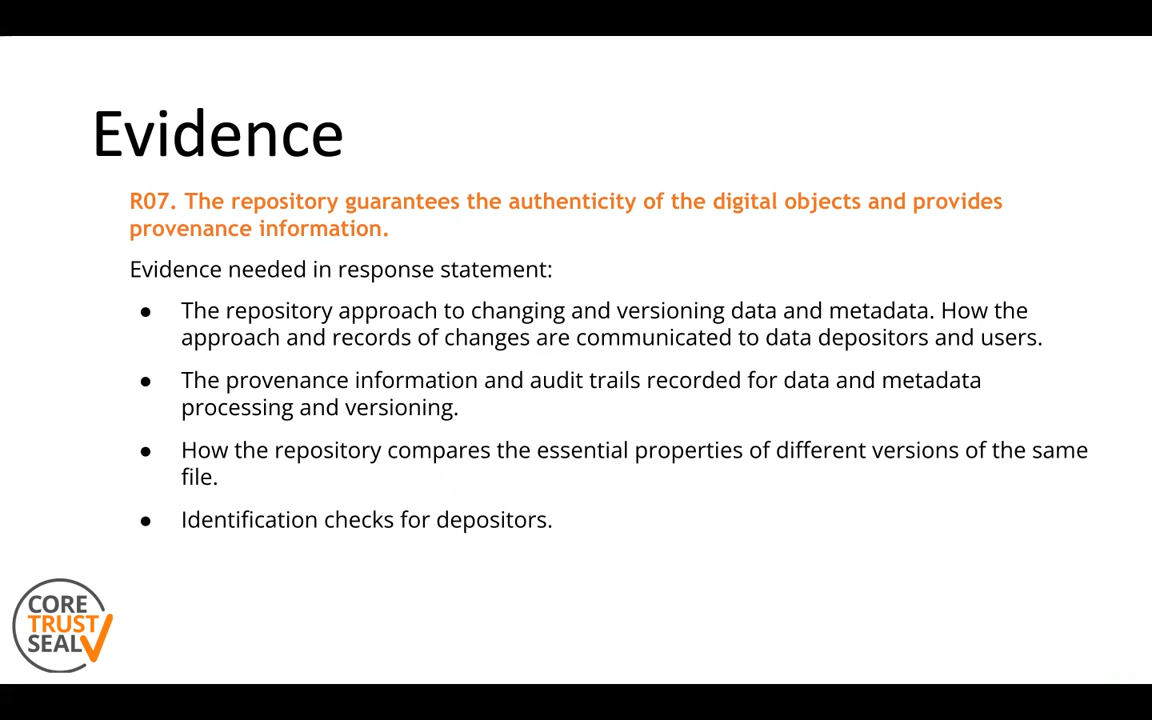 Evidence
R07. The repository guarantees the authenticity of the digital objects and provides
provenance information.
Evidence needed in response statement:
● The repository approach to changing and versioning data and metadata. How the
approach and records of changes are communicated to data depositors and users.
● The provenance information and audit trails recorded for data and metadata
processing and versioning.
● How the repository compares the essential properties of different versions of the same
file.
● Identification checks for depositors.
CORE
TRUST
SEAL